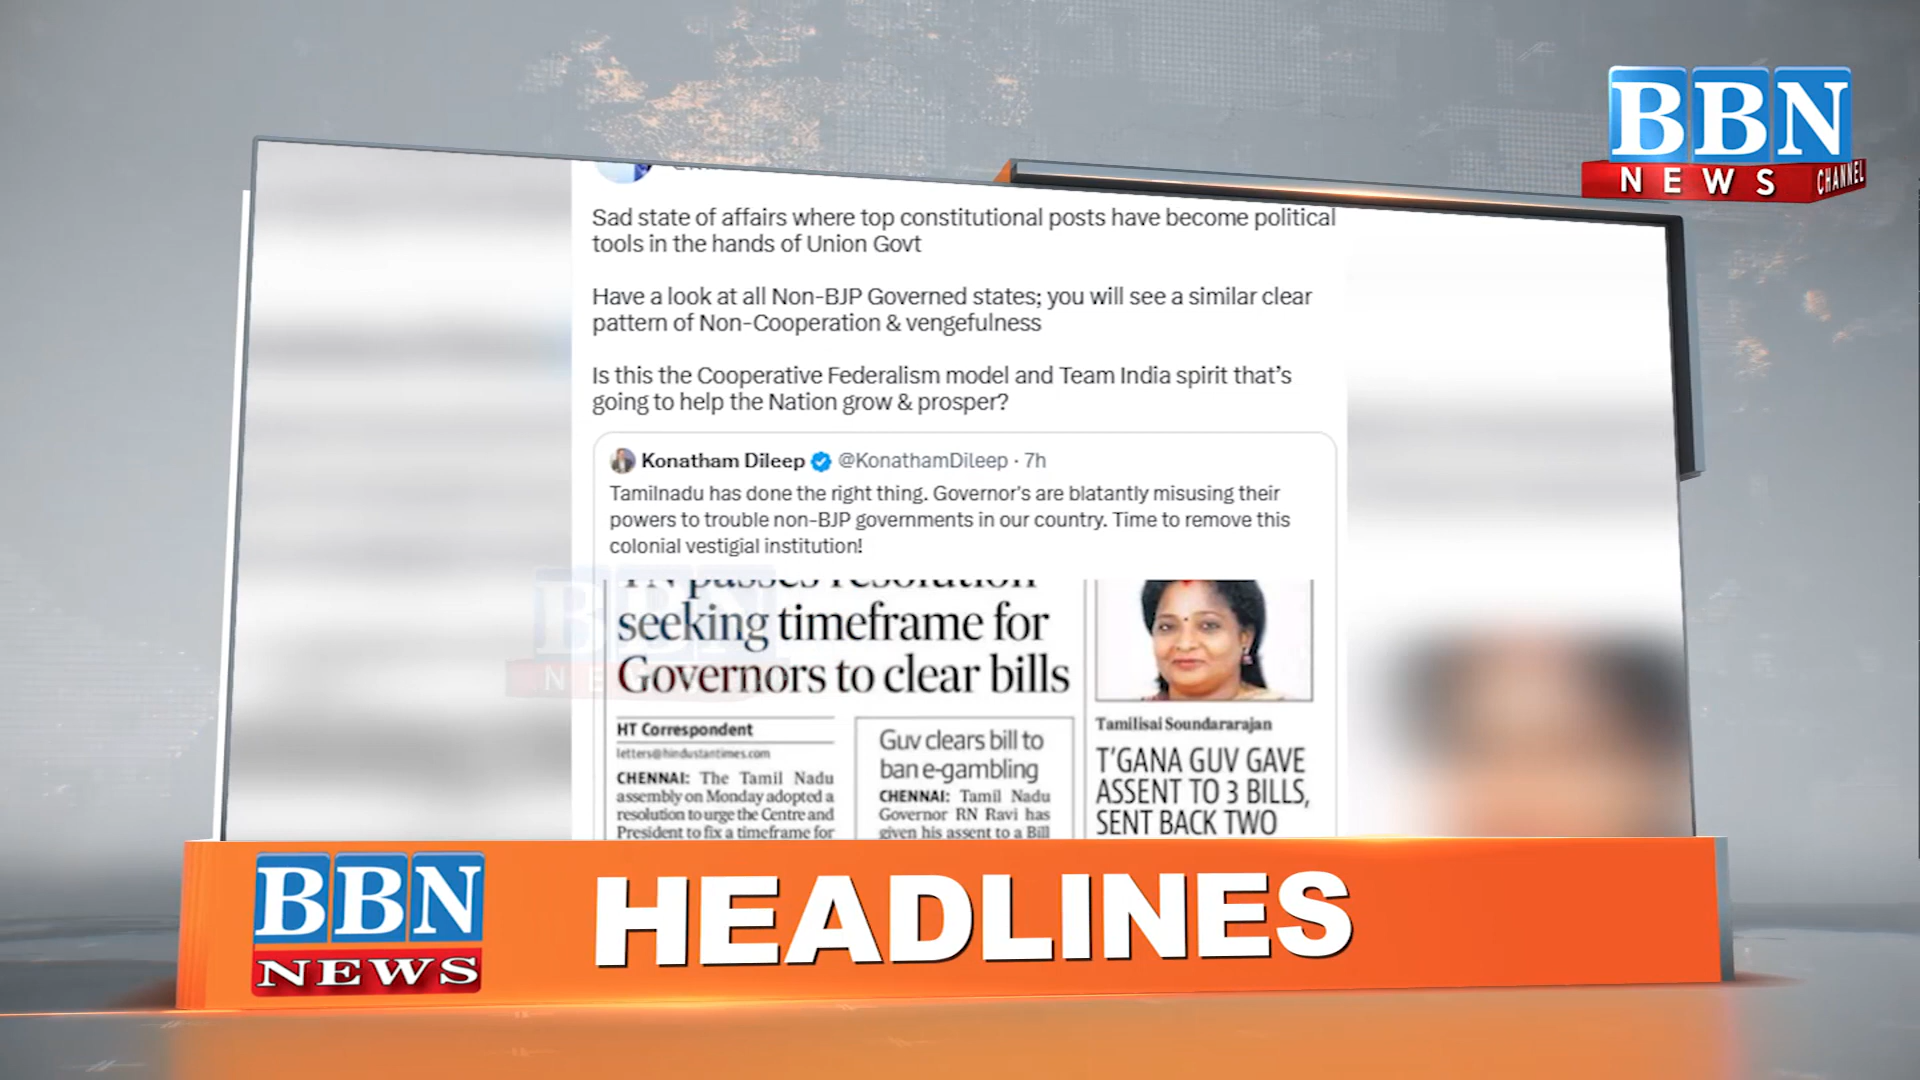 BBN
NEWS CHANNEL
Sad state of affairs where top constitutional posts have become political
tools in the hands of Union Govt
Have a look at all Non-BJP Governed states; you will see a similar clear
pattern of Non-Cooperation & vengefulness
Is this the Cooperative Federalism model and Team India spirit that's
going to help the Nation grow & prosper?
Konatham Dileep @KonathamDileep · 7h
Tamilnadu has done the right thing. Governor's are blatantly misusing their
powers to trouble non-BJP governments in our country. Time to remove this
colonial vestigial institution!
TN passes resolution
seeking timeframe for
Governors to clear bills
HT Correspondent
letters@hindustantimes.com
CHENNAI: The Tamil Nadu
assembly on Monday adopted a
resolution to urge the Centre and
President to fix a timeframe for
Guv clears bill to
ban e-gambling
CHENNAI: Tamil Nadu
Governor RN Ravi has
given his assent to a Bill
Tamilisai Soundararajan
T'GANA GUV GAVE
ASSENT TO 3 BILLS,
SENT BACK TWO
BBN
NEWS
BBN
NEWS
HEADLINES